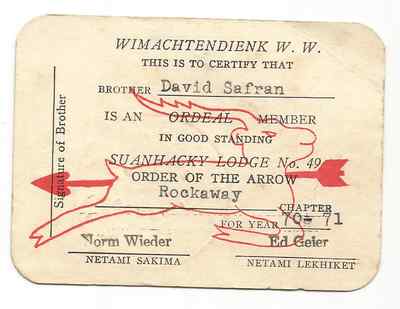 WIMACHTENDIENK W. W.
THIS IS TO CERTIFY THAT
BROTHER David Safran
IS AN ORDEAL MEMBER
IN GOOD STANDING
SUANHACKY LODGE No. 49
ORDER OF THE ARROW
Rockaway
CHAPTER
FOR YEAR 70-71
Norm Wieder Ed Geier
NETAMI SAKIMA NETAMI LEKHIKET
Signature of Brother